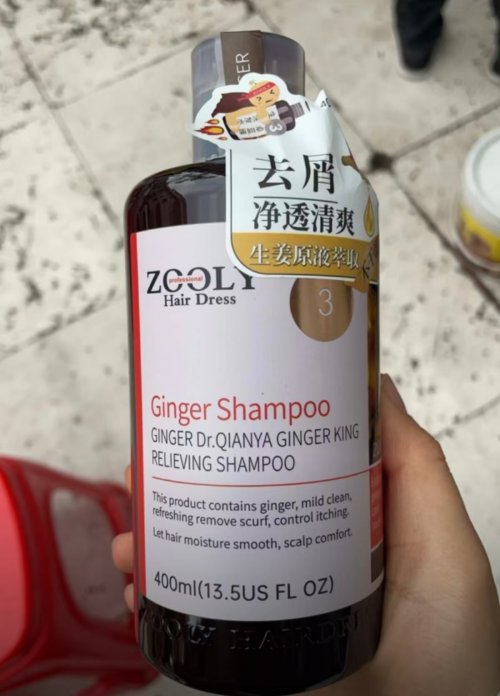 去屑
净透清爽
生姜原液萃取
ZOOLY
professional
Hair Dress
3
Ginger Shampoo
GINGER Dr.QIANYA GINGER KING
RELIEVING SHAMPOO
This product contains ginger, mild clean,
refreshing remove scurf, control itching.
Let hair moisture smooth, scalp comfort.
400ml(13.5US FL OZ)